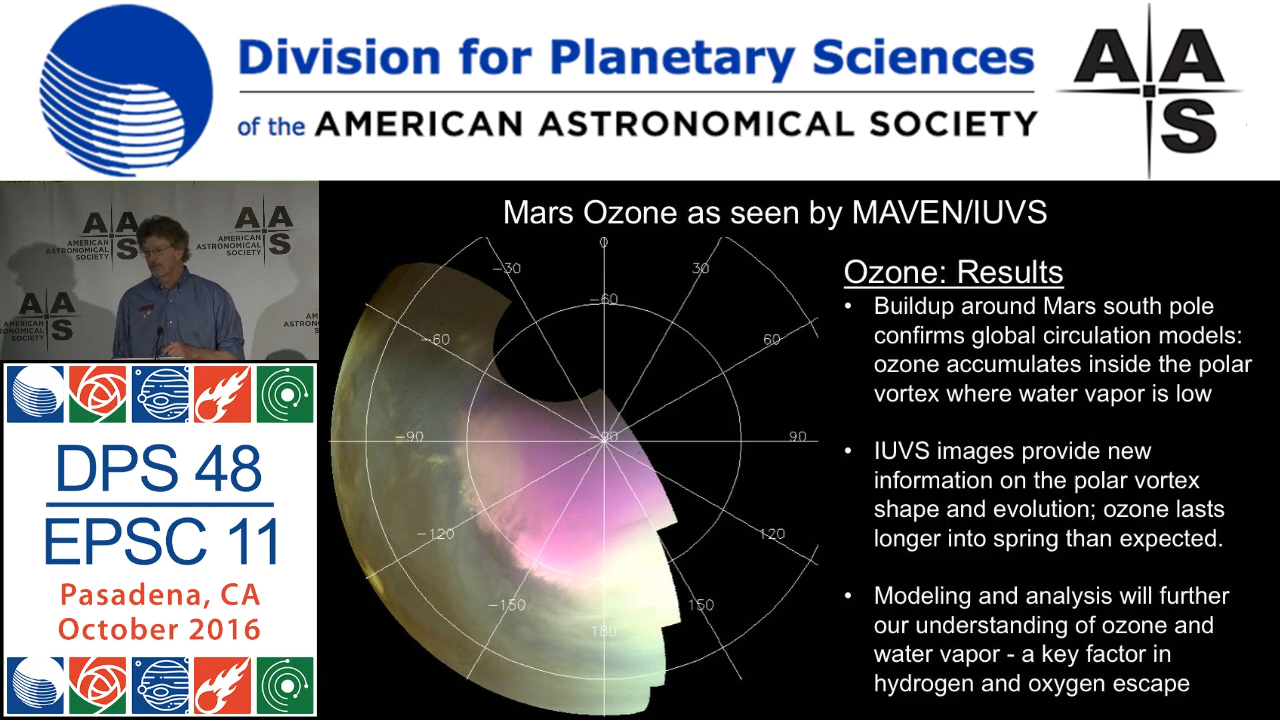 Division for Planetary Sciences
of the AMERICAN ASTRONOMICAL SOCIETY
A A
S
A A
S
AMERICAN
ASTRONOMICAL
SOCIETY
A A
S
AMERICAN
ASTRONOMICAL
SOCIETY
A A
S
AMERICAN
ASTRONOMICAL
SOCIETY
ASTRON
S
DPS 48
EPSC 11
Pasadena, CA
October 2016
Mars Ozone as seen by MAVEN/IUVS
0
-30
30
-60
-60
60
-90
-90
90
-120
120
-150
150
180
Ozone: Results
• Buildup around Mars south pole
confirms global circulation models:
ozone accumulates inside the polar
vortex where water vapor is low
• IUVS images provide new
information on the polar vortex
shape and evolution; ozone lasts
longer into spring than expected.
• Modeling and analysis will further
our understanding of ozone and
water vapor - a key factor in
hydrogen and oxygen escape